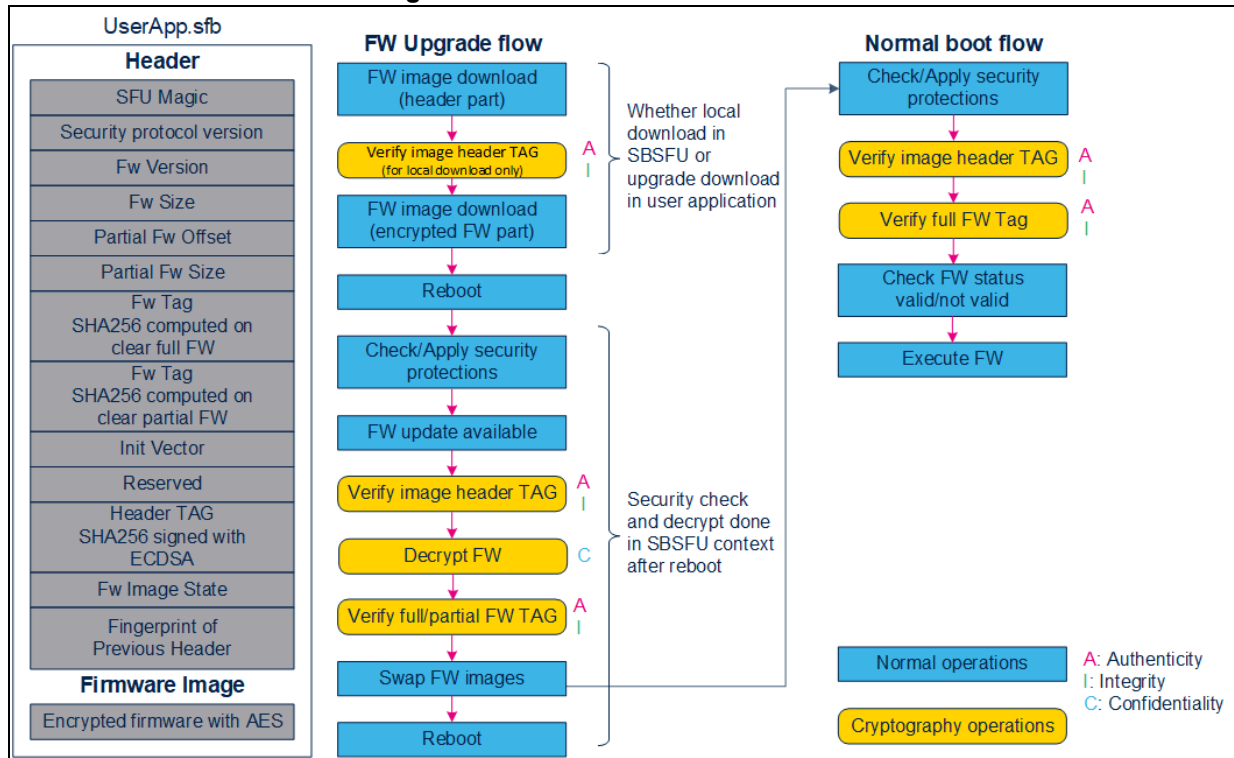 UserApp.sfb
Header
SFU Magic
Security protocol version
Fw Version
Fw Size
Partial Fw Offset
Partial Fw Size
Fw Tag
SHA256 computed on
clear full FW
Fw Tag
SHA256 computed on
clear partial FW
Init Vector
Reserved
Header TAG
SHA256 signed with
ECDSA
Fw Image State
Fingerprint of
Previous Header
Firmware Image
Encrypted firmware with AES
FW Upgrade flow
FW image download
(header part)
Verify image header TAG
(for local download only)
A
I
FW image download
(encrypted FW part)
Whether local
download in
SBSFU or
upgrade download
in user application
Reboot
Check/Apply security
protections
FW update available
Verify image header TAG
A
I
Decrypt FW
C
Verify full/partial FW TAG
A
I
Swap FW images
Reboot
Security check
and decrypt done
in SBSFU context
after reboot
Normal boot flow
Check/Apply security
protections
Verify image header TAG
A
I
Verify full FW Tag
A
I
Check FW status
valid/not valid
Execute FW
Normal operations
Cryptography operations
A: Authenticity
I: Integrity
C: Confidentiality